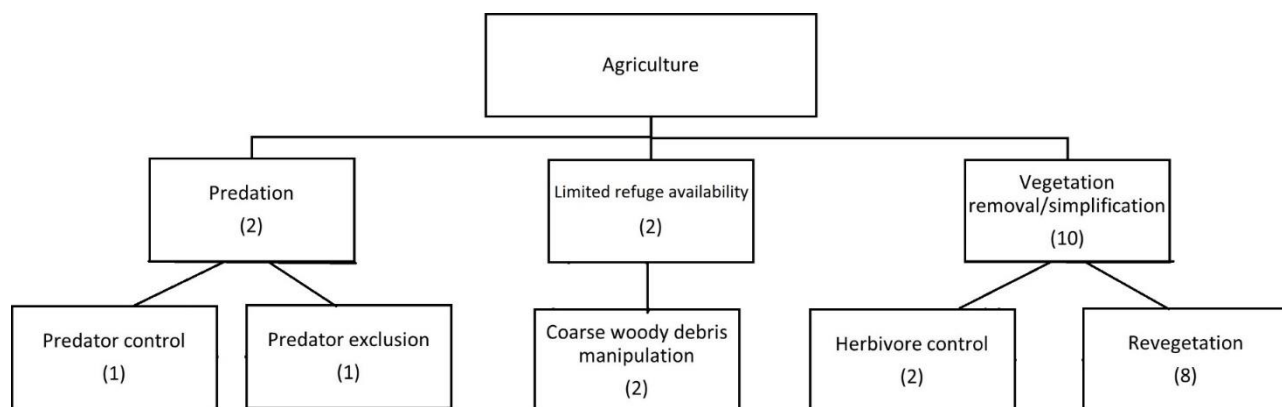 Agriculture
Predation
(2)
Limited refuge availability
(2)
Vegetation
removal/simplification
(10)
Predator control
(1)
Predator exclusion
(1)
Coarse woody debris
manipulation
(2)
Herbivore control
(2)
Revegetation
(8)